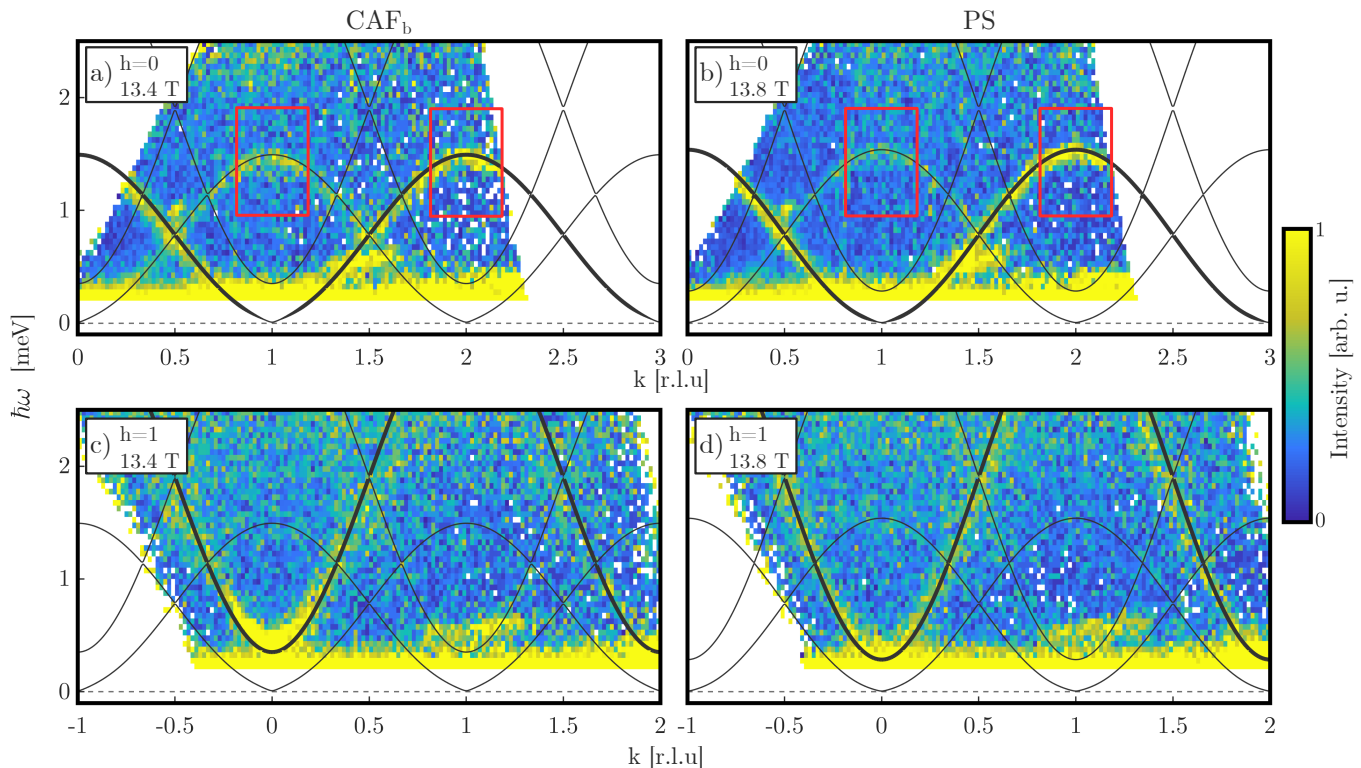 CAF_b
PS
a) h=0
13.4 T
b) h=0
13.8 T
2
1
0
0 0.5 1 1.5 2 2.5 3
0 0.5 1 1.5 2 2.5 3
k [r.l.u]
k [r.l.u]
ħω [meV]
c) h=1
13.4 T
d) h=1
13.8 T
2
1
0
-1 -0.5 0 0.5 1 1.5 2
-1 -0.5 0 0.5 1 1.5 2
k [r.l.u]
k [r.l.u]
1
0
Intensity [arb. u.]